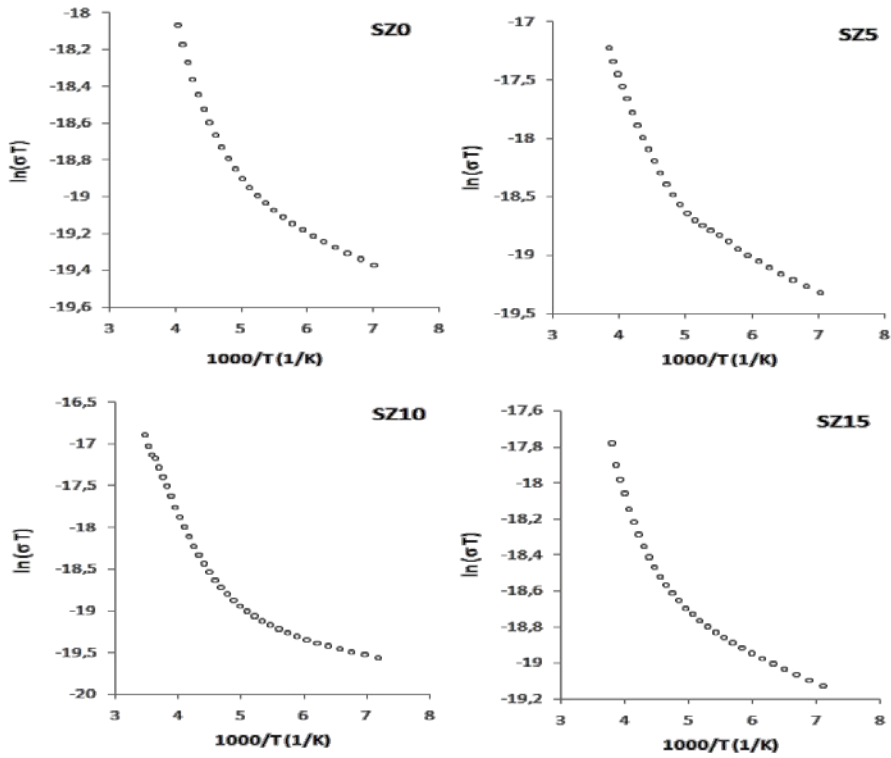 SZ0
-18
-18,2
-18,4
-18,6
-18,8
-19
-19,2
-19,4
-19,6
ln(σT)
3 4 5 6 7 8
1000/T (1/K)
SZ5
-17
-17,5
-18
-18,5
-19
-19,5
ln(σT)
3 4 5 6 7 8
1000/T (1/K)
SZ10
-16,5
-17
-17,5
-18
-18,5
-19
-19,5
-20
ln(σT)
3 4 5 6 7 8
1000/T (1/K)
SZ15
-17,6
-17,8
-18
-18,2
-18,4
-18,6
-18,8
-19
-19,2
ln(σT)
3 4 5 6 7 8
1000/T (1/K)